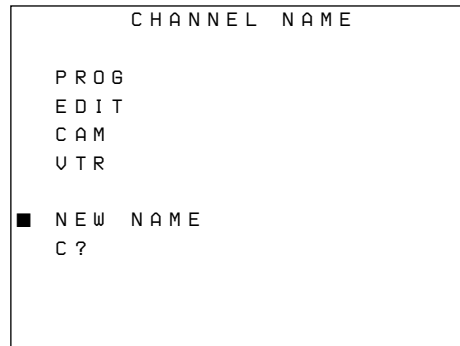 CHANNEL NAME
PROG
EDIT
CAM
VTR
■ NEW NAME
C?